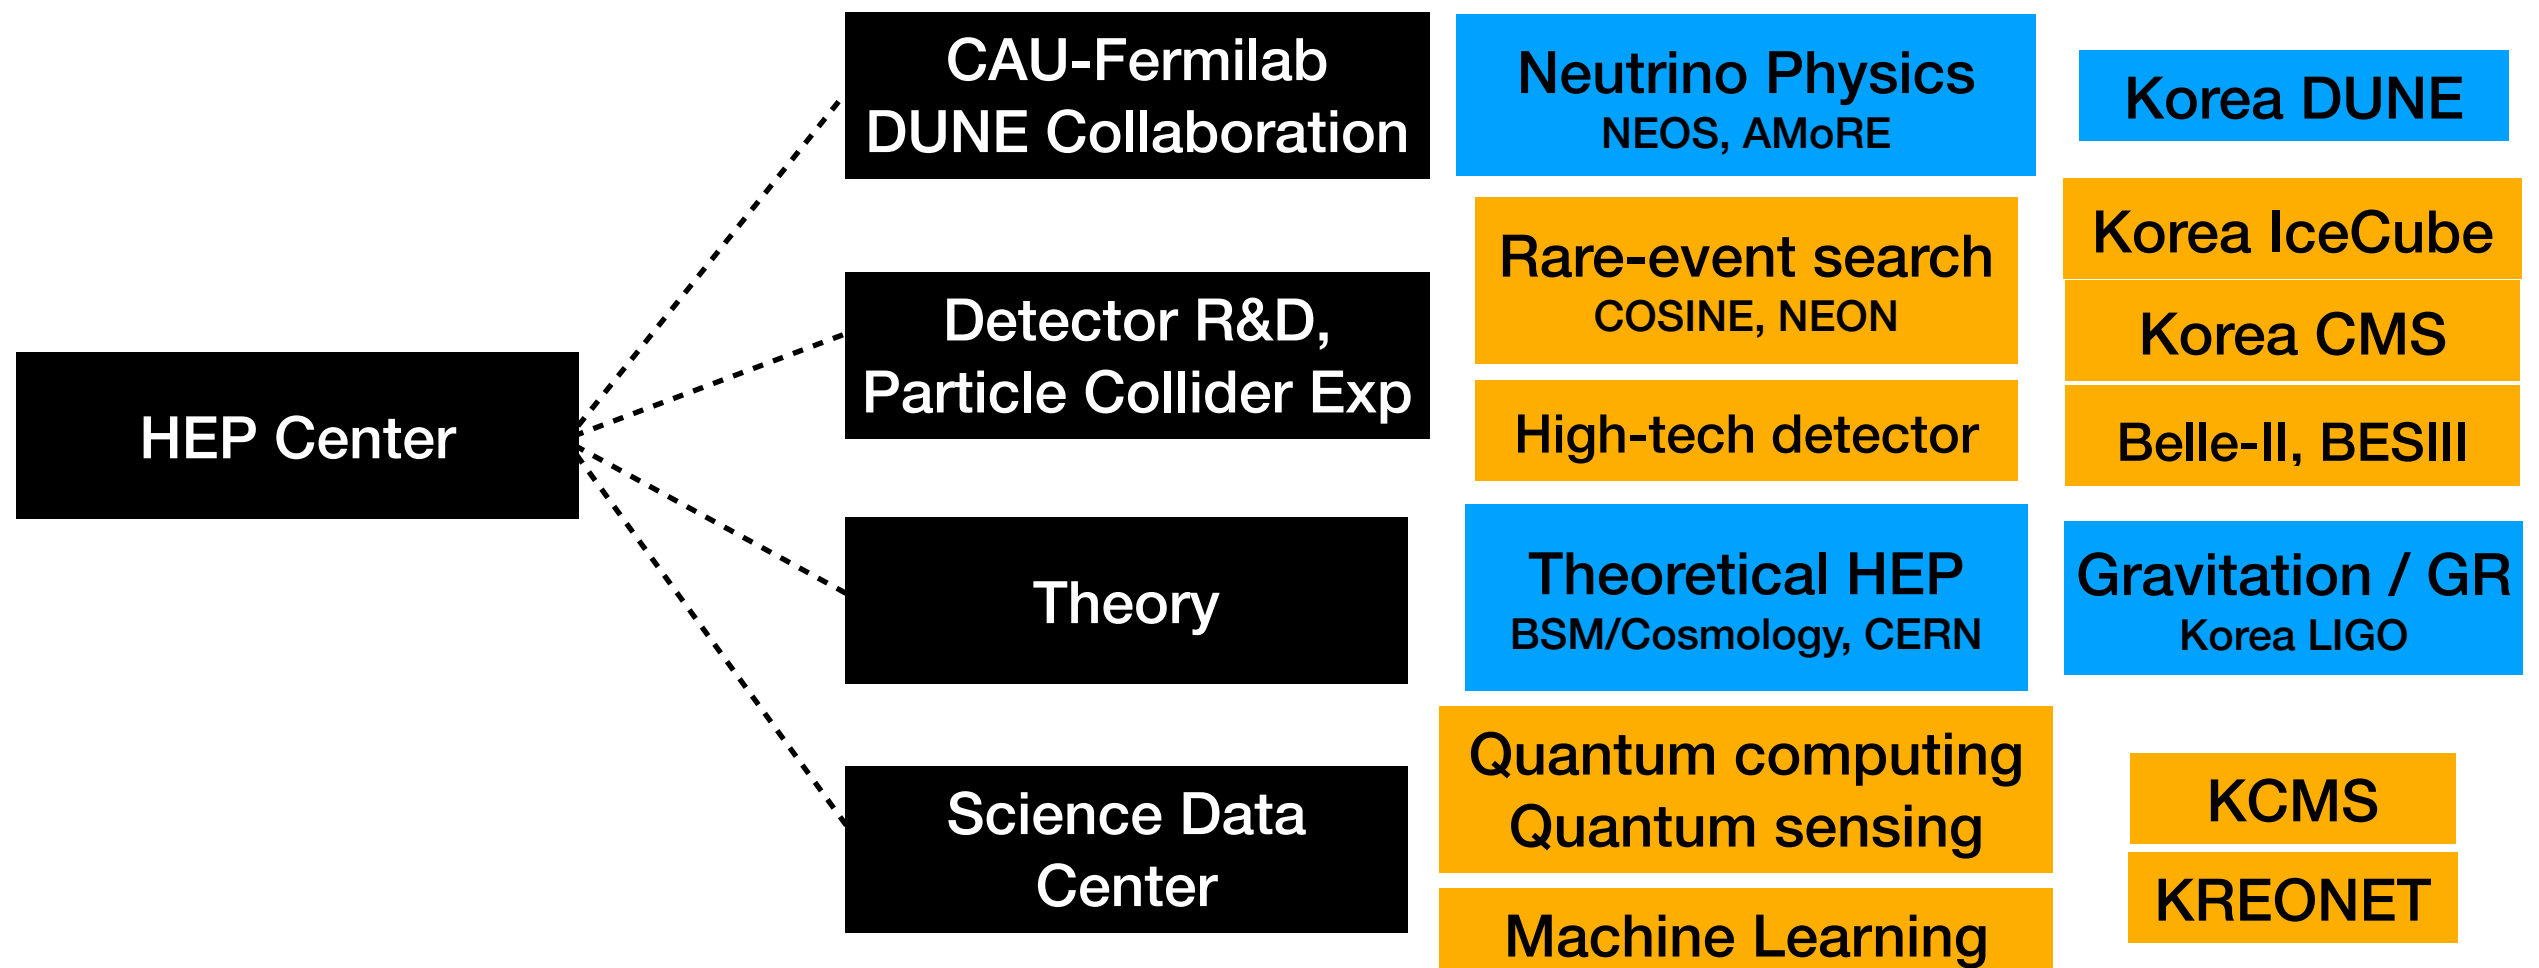 HEP Center
CAU-Fermilab
DUNE Collaboration
Detector R&D,
Particle Collider Exp
Theory
Science Data
Center
Neutrino Physics
NEOS, AMoRE
Rare-event search
COSINE, NEON
High-tech detector
Theoretical HEP
BSM/Cosmology, CERN
Quantum computing
Quantum sensing
Machine Learning
Korea DUNE
Korea IceCube
Korea CMS
Belle-II, BESIII
Gravitation / GR
Korea LIGO
KCMS
KREONET